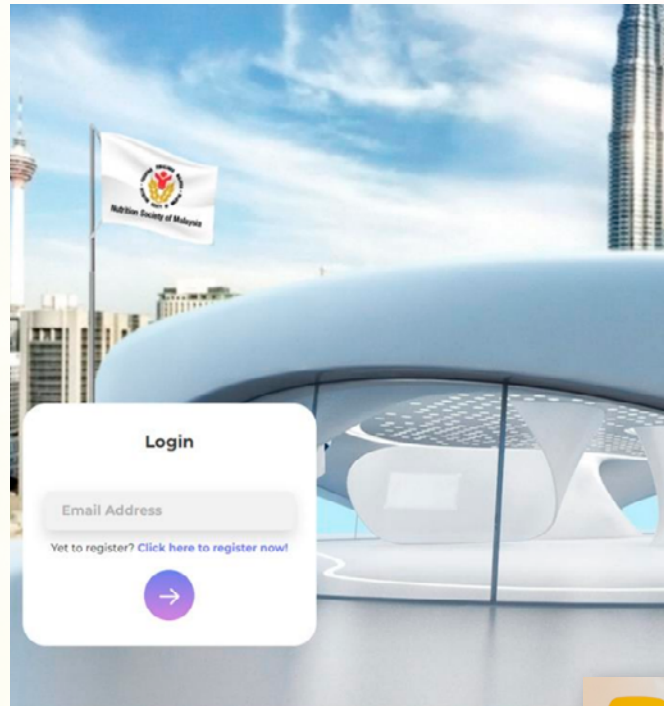 Nutrition Society of Malaysia
Login
Email Address
Yet to register? Click here to register now!